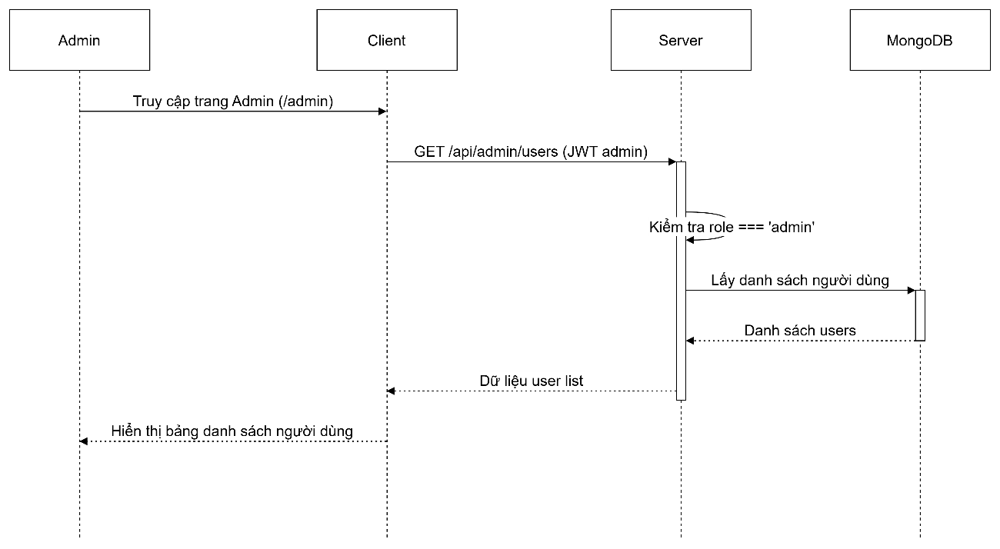 Admin
Client
Server
MongoDB
Truy cập trang Admin (/admin)
GET /api/admin/users (JWT admin)
Kiểm tra role === 'admin'
Lấy danh sách người dùng
Danh sách users
Dữ liệu user list
Hiển thị bảng danh sách người dùng